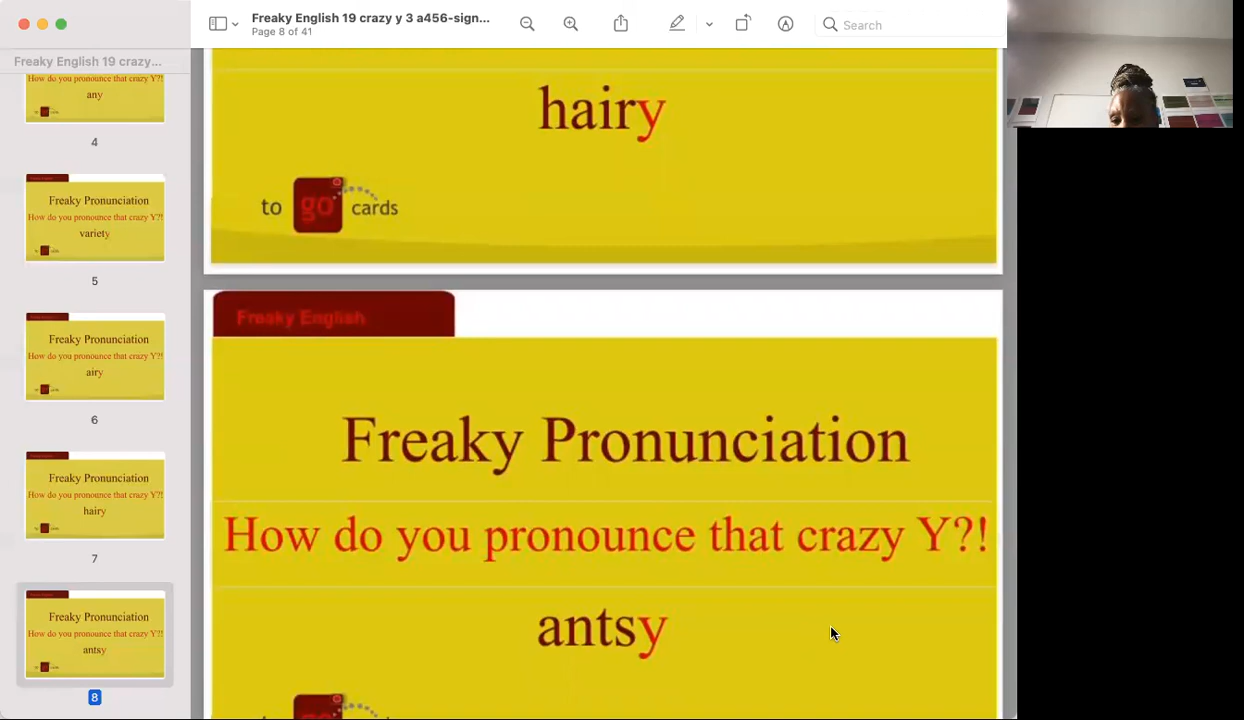 Freaky English 19 crazy y 3 a456-sign...
Page 8 of 41
Search
Freaky English 19 crazy...
How do you pronounce that crazy Y?!
any
4
Freaky Pronunciation
How do you pronounce that crazy Y?!
variety
5
Freaky Pronunciation
How do you pronounce that crazy Y?!
airy
6
Freaky Pronunciation
How do you pronounce that crazy Y?!
hairy
7
Freaky Pronunciation
How do you pronounce that crazy Y?!
antsy
8
hairy
to go cards
Freaky English
Freaky Pronunciation
How do you pronounce that crazy Y?!
antsy